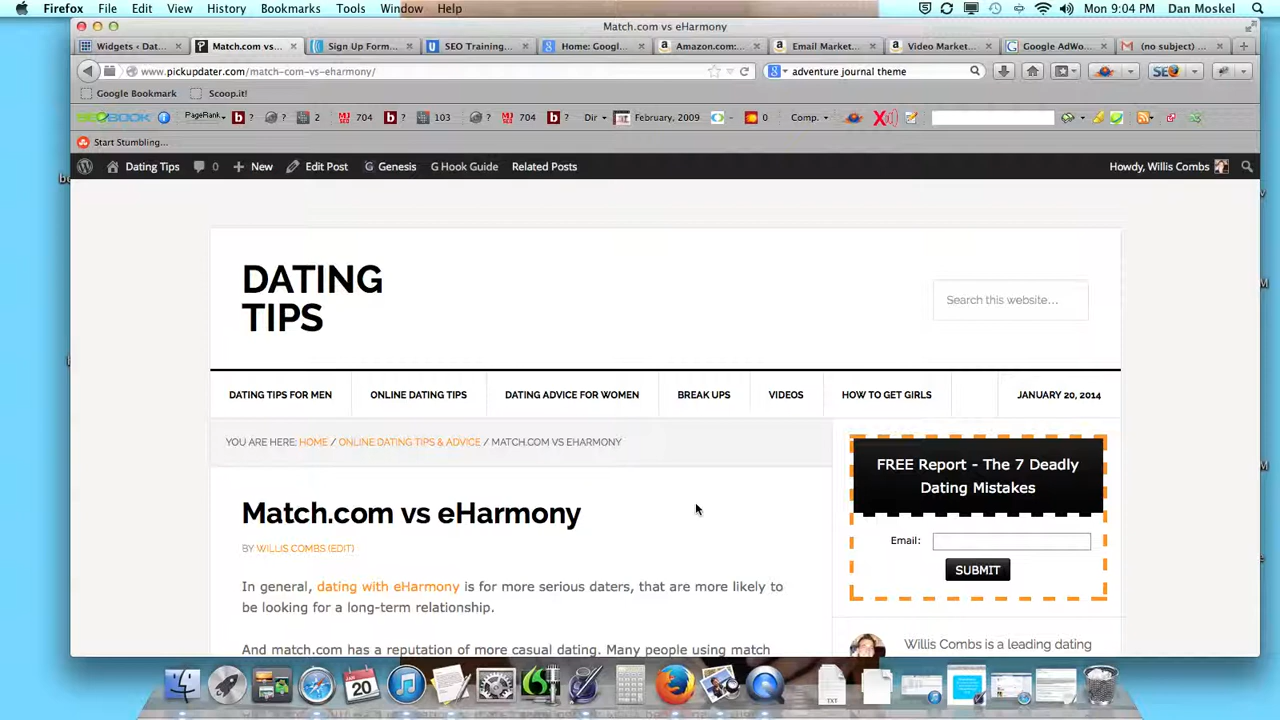 Firefox File Edit View History Bookmarks Tools Window Help Mon 9:04 PM Dan Moskel
Match.com vs eHarmony
Widgets ‹ Dat... Match.com vs... Sign Up Form... SEO Training... Home: Googl... Amazon.com:... Email Market... Video Market... Google AdWo... (no subject)
www.pickupdater.com/match-com-vs-eharmony/ adventure journal theme SE
Google Bookmark Scoop.it!
SEOBOOK PageRank: ? ? 2 704 ? 103 ? 704 ? Dir February, 2009 0 Comp.
Start Stumbling...
Dating Tips 0 New Edit Post Genesis G Hook Guide Related Posts Howdy, Willis Combs
DATING
TIPS
Search this website...
DATING TIPS FOR MEN ONLINE DATING TIPS DATING ADVICE FOR WOMEN BREAK UPS VIDEOS HOW TO GET GIRLS JANUARY 20, 2014
YOU ARE HERE: HOME / ONLINE DATING TIPS & ADVICE / MATCH.COM VS EHARMONY
Match.com vs eHarmony
BY WILLIS COMBS (EDIT)
In general, dating with eHarmony is for more serious daters, that are more likely to
be looking for a long-term relationship.
And match.com has a reputation of more casual dating. Many people using match
FREE Report - The 7 Deadly
Dating Mistakes
Email:
SUBMIT
Willis Combs is a leading dating
20
TXT